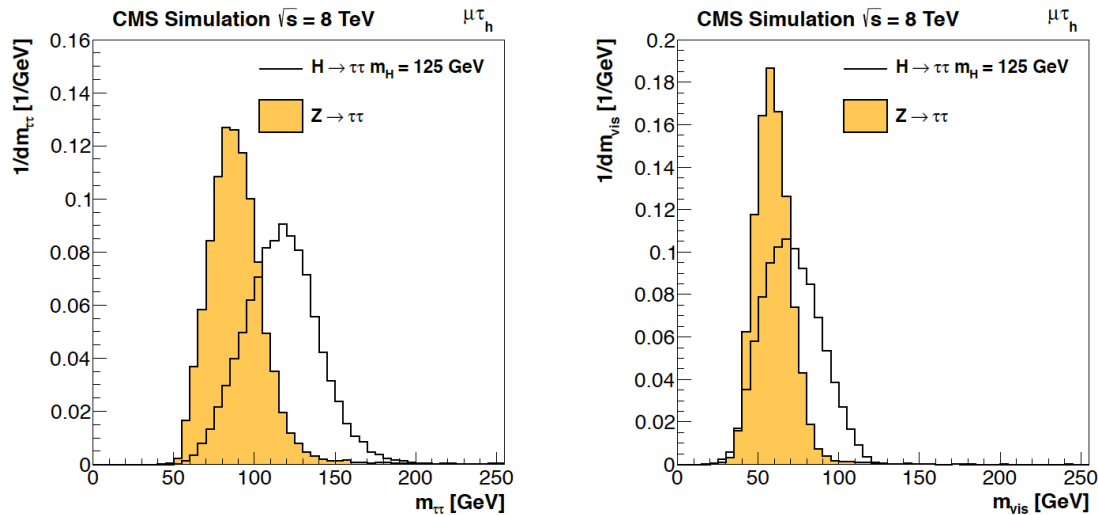 CMS Simulation √s = 8 TeV
μτh
1/dmττ [1/GeV]
0.16
0.14
0.12
0.1
0.08
0.06
0.04
0.02
0
H → ττ mH = 125 GeV
Z → ττ
0 50 100 150 200 250
mττ [GeV]
CMS Simulation √s = 8 TeV
μτh
1/dmvis [1/GeV]
0.2
0.18
0.16
0.14
0.12
0.1
0.08
0.06
0.04
0.02
0
H → ττ mH = 125 GeV
Z → ττ
0 50 100 150 200 250
mvis [GeV]